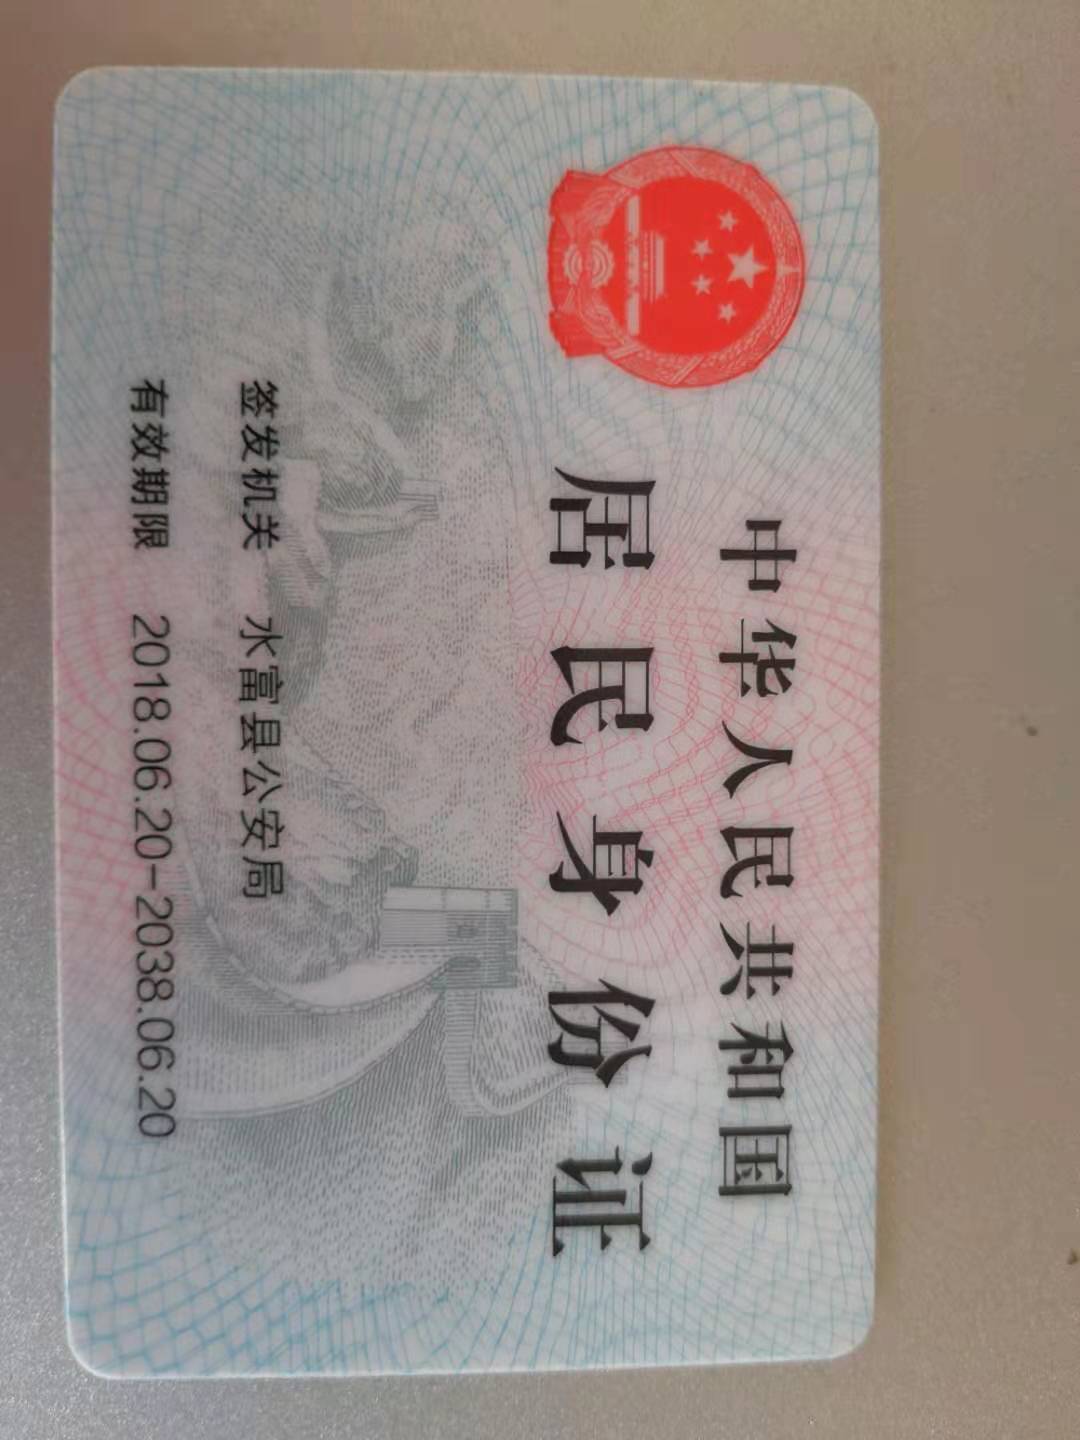 中华人民共和国
居民身份证
签发机关 水富县公安局
有效期限 2018.06.20-2038.06.20